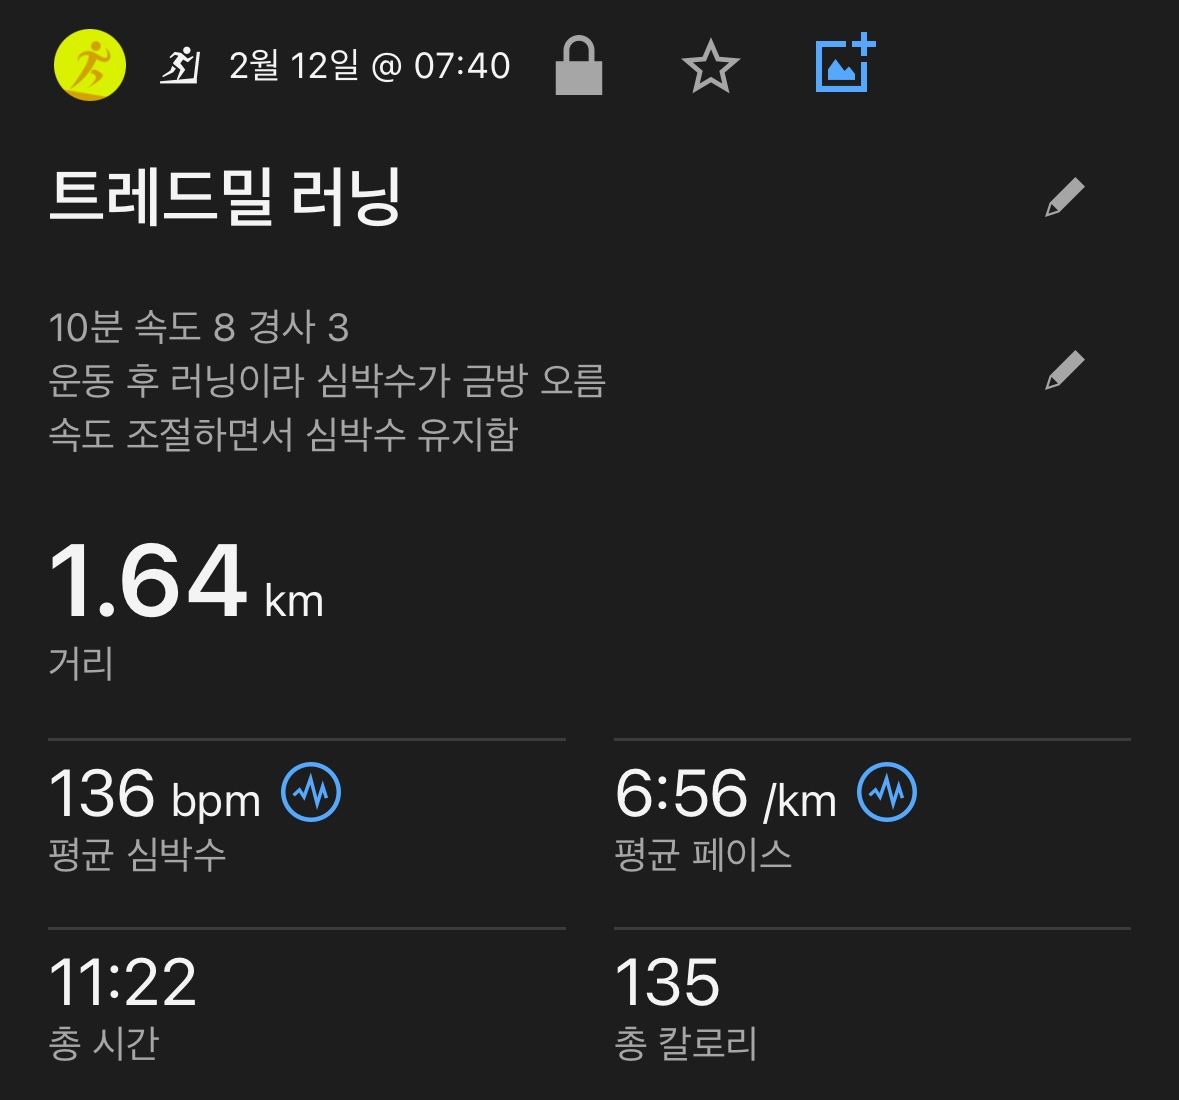 2월 12일 @ 07:40
트레드밀 러닝
10분 속도 8 경사 3
운동 후 러닝이라 심박수가 금방 오름
속도 조절하면서 심박수 유지함
1.64 km
거리
136 bpm
평균 심박수
6:56 /km
평균 페이스
11:22
총 시간
135
총 칼로리